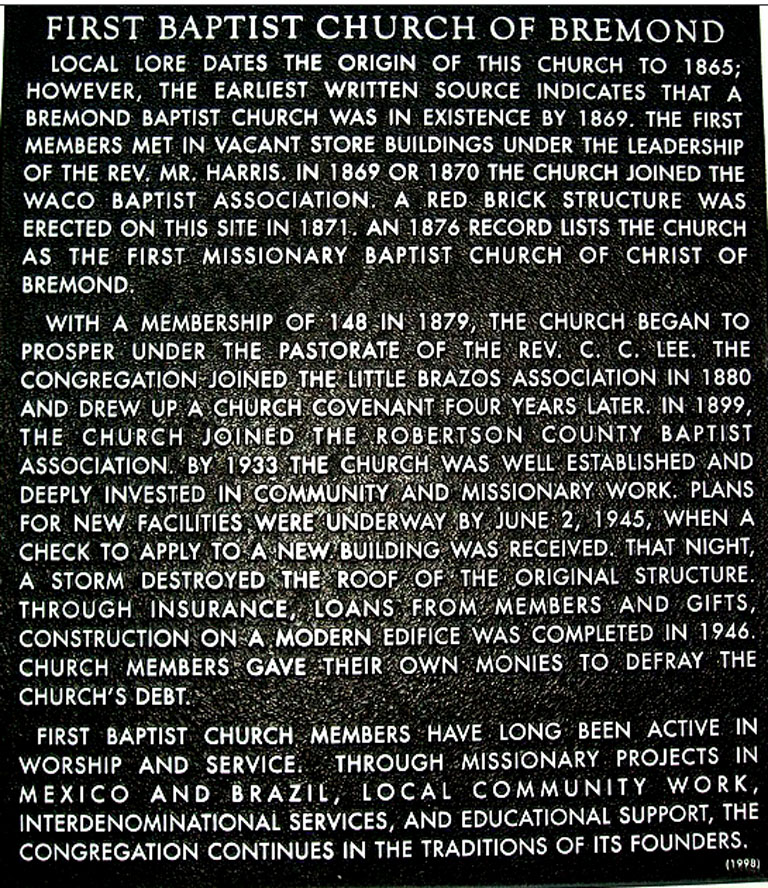 FIRST BAPTIST CHURCH OF BREMOND
LOCAL LORE DATES THE ORIGIN OF THIS CHURCH TO 1865;
HOWEVER, THE EARLIEST WRITTEN SOURCE INDICATES THAT A
BREMOND BAPTIST CHURCH WAS IN EXISTENCE BY 1869. THE FIRST
MEMBERS MET IN VACANT STORE BUILDINGS UNDER THE LEADERSHIP
OF THE REV. MR. HARRIS. IN 1869 OR 1870 THE CHURCH JOINED THE
WACO BAPTIST ASSOCIATION. A RED BRICK STRUCTURE WAS
ERECTED ON THIS SITE IN 1871. AN 1876 RECORD LISTS THE CHURCH
AS THE FIRST MISSIONARY BAPTIST CHURCH OF CHRIST OF
BREMOND.
WITH A MEMBERSHIP OF 148 IN 1879, THE CHURCH BEGAN TO
PROSPER UNDER THE PASTORATE OF THE REV. C. C. LEE. THE
CONGREGATION JOINED THE LITTLE BRAZOS ASSOCIATION IN 1880
AND DREW UP A CHURCH COVENANT FOUR YEARS LATER. IN 1899,
THE CHURCH JOINED THE ROBERTSON COUNTY BAPTIST
ASSOCIATION. BY 1933 THE CHURCH WAS WELL ESTABLISHED AND
DEEPLY INVESTED IN COMMUNITY AND MISSIONARY WORK. PLANS
FOR NEW FACILITIES WERE UNDERWAY BY JUNE 2, 1945, WHEN A
CHECK TO APPLY TO A NEW BUILDING WAS RECEIVED. THAT NIGHT,
A STORM DESTROYED THE ROOF OF THE ORIGINAL STRUCTURE.
THROUGH INSURANCE, LOANS FROM MEMBERS AND GIFTS,
CONSTRUCTION ON A MODERN EDIFICE WAS COMPLETED IN 1946.
CHURCH MEMBERS GAVE THEIR OWN MONIES TO DEFRAY THE
CHURCH'S DEBT.
FIRST BAPTIST CHURCH MEMBERS HAVE LONG BEEN ACTIVE IN
WORSHIP AND SERVICE. THROUGH MISSIONARY PROJECTS IN
MEXICO AND BRAZIL, LOCAL COMMUNITY WORK,
INTERDENOMINATIONAL SERVICES, AND EDUCATIONAL SUPPORT, THE
CONGREGATION CONTINUES IN THE TRADITIONS OF ITS FOUNDERS.
(1998)